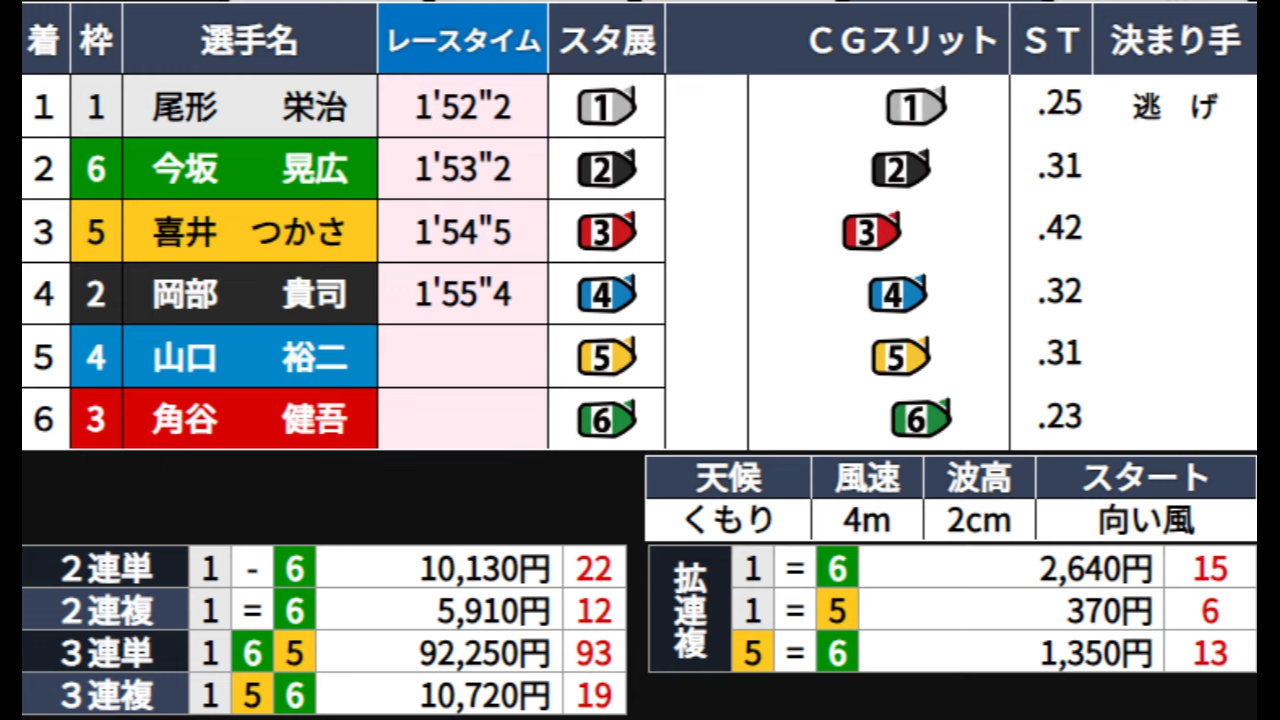 着 枠 選手名 レースタイム スタ展 CGスリット ST 決まり手
1 1 尾形 栄治 1'52"2 1 1 .25 逃 げ
2 6 今坂 晃広 1'53"2 2 2 .31
3 5 喜井 つかさ 1'54"5 3 3 .42
4 2 岡部 貴司 1'55"4 4 4 .32
5 4 山口 裕二 5 5 .31
6 3 角谷 健吾 6 6 .23
天候 風速 波高 スタート
くもり 4m 2cm 向い風
2連単 1 - 6 10,130円 22
2連複 1 = 6 5,910円 12
3連単 1 6 5 92,250円 93
3連複 1 5 6 10,720円 19
拡連複
1 = 6 2,640円 15
1 = 5 370円 6
5 = 6 1,350円 13